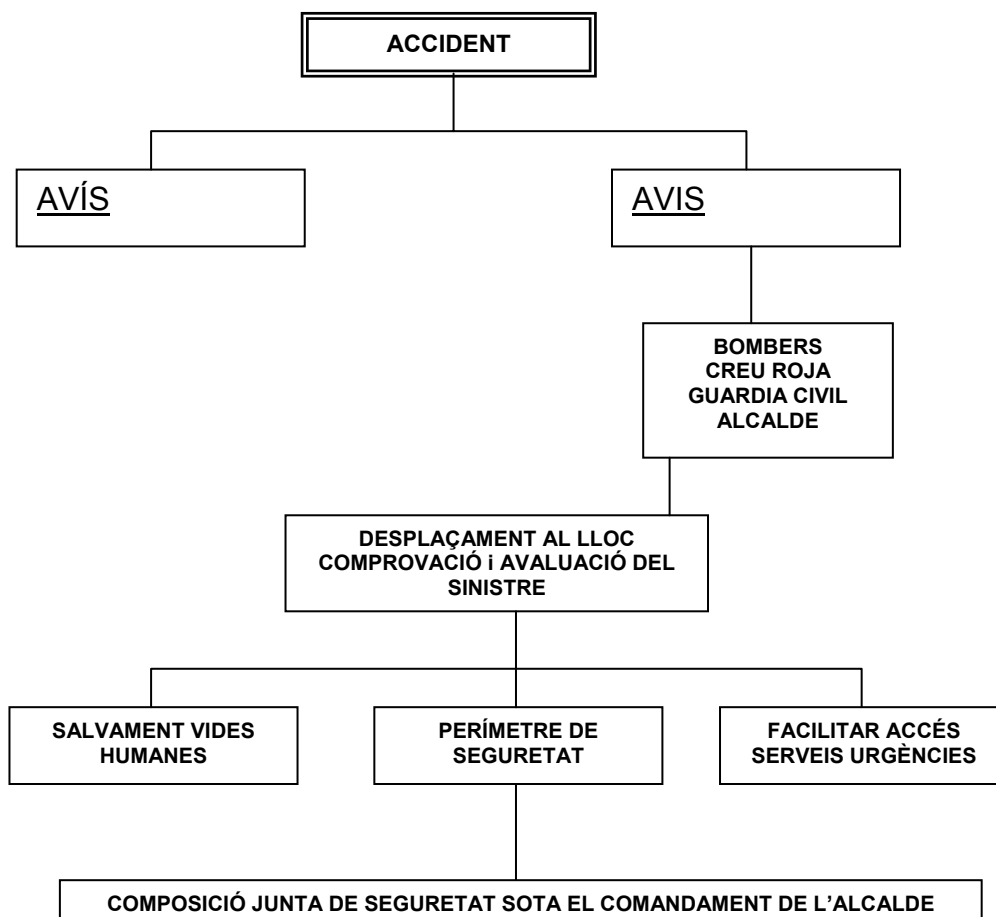 ACCIDENT
AVÍS
AVIS
BOMBERS
CREU ROJA
GUARDIA CIVIL
ALCALDE
DESPLAÇAMENT AL LLOC
COMPROVACIÓ i AVALUACIÓ DEL
SINISTRE
SALVAMENT VIDES
HUMANES
PERÍMETRE DE
SEGURETAT
FACILITAR ACCÉS
SERVEIS URGÈNCIES
COMPOSICIÓ JUNTA DE SEGURETAT SOTA EL COMANDAMENT DE L’ALCALDE